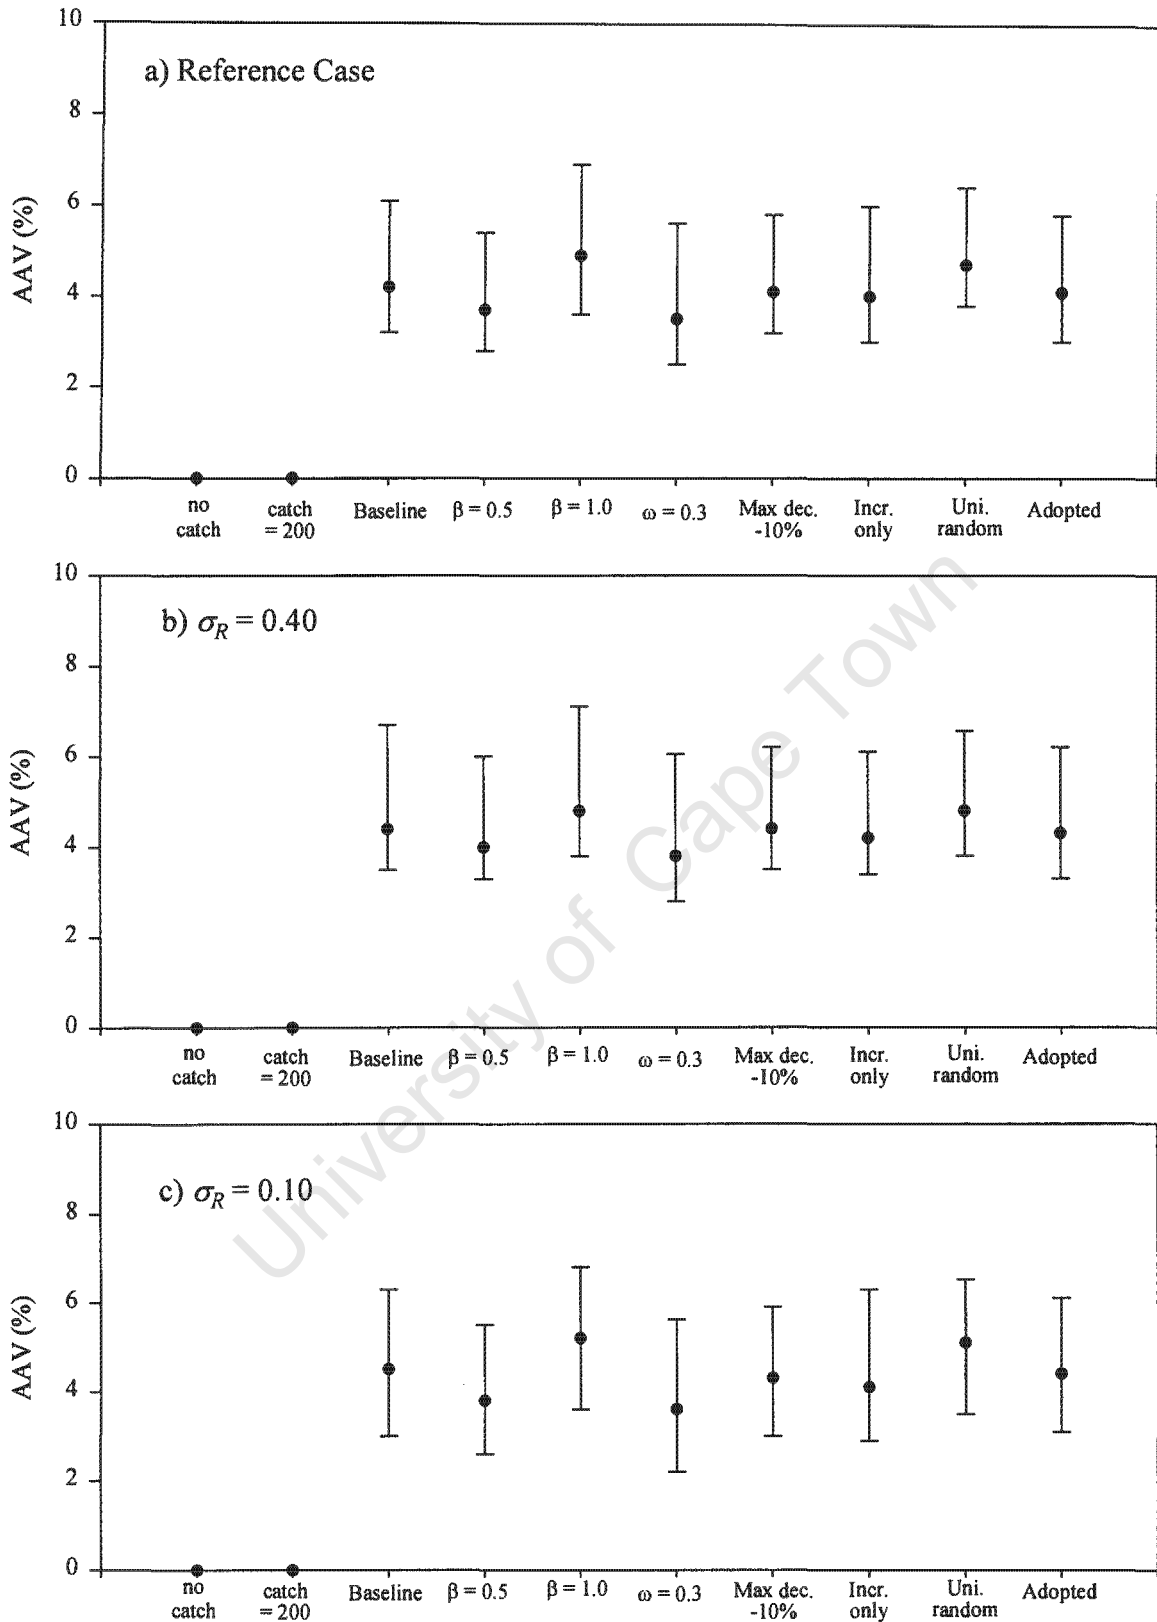 10
a) Reference Case
8
6
AAV (%)
4
2
0
no catch
catch = 200
Baseline
β = 0.5
β = 1.0
ω = 0.3
Max dec. -10%
Incr. only
Uni. random
Adopted
10
b) σR = 0.40
8
6
AAV (%)
4
2
0
no catch
catch = 200
Baseline
β = 0.5
β = 1.0
ω = 0.3
Max dec. -10%
Incr. only
Uni. random
Adopted
10
c) σR = 0.10
8
6
AAV (%)
4
2
0
no catch
catch = 200
Baseline
β = 0.5
β = 1.0
ω = 0.3
Max dec. -10%
Incr. only
Uni. random
Adopted
University of Cape Town